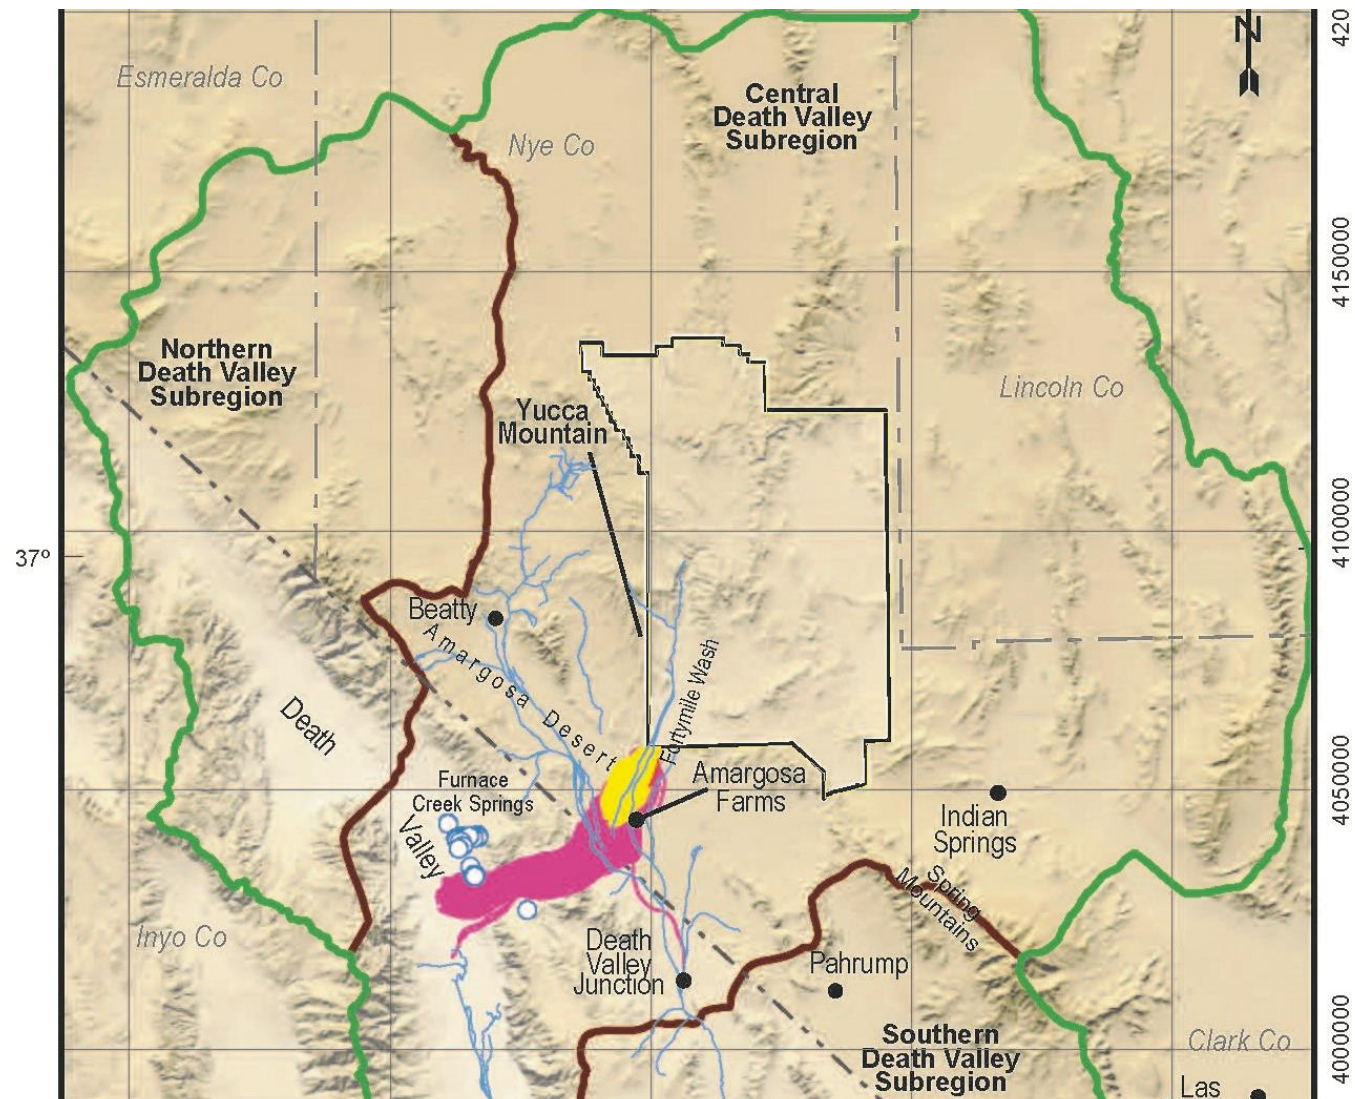 N
420
Esmeralda Co
Central
Death Valley
Subregion
Nye Co
4150000
Northern
Death Valley
Subregion
Lincoln Co
Yucca
Mountain
4100000
37º
Beatty
Amargosa Desert
Fortymile Wash
Death
Valley
Furnace
Creek Springs
Amargosa
Farms
4050000
Indian
Springs
Spring
Mountains
Inyo Co
Death
Valley
Junction
Pahrump
Southern
Death Valley
Subregion
Clark Co
4000000
Las